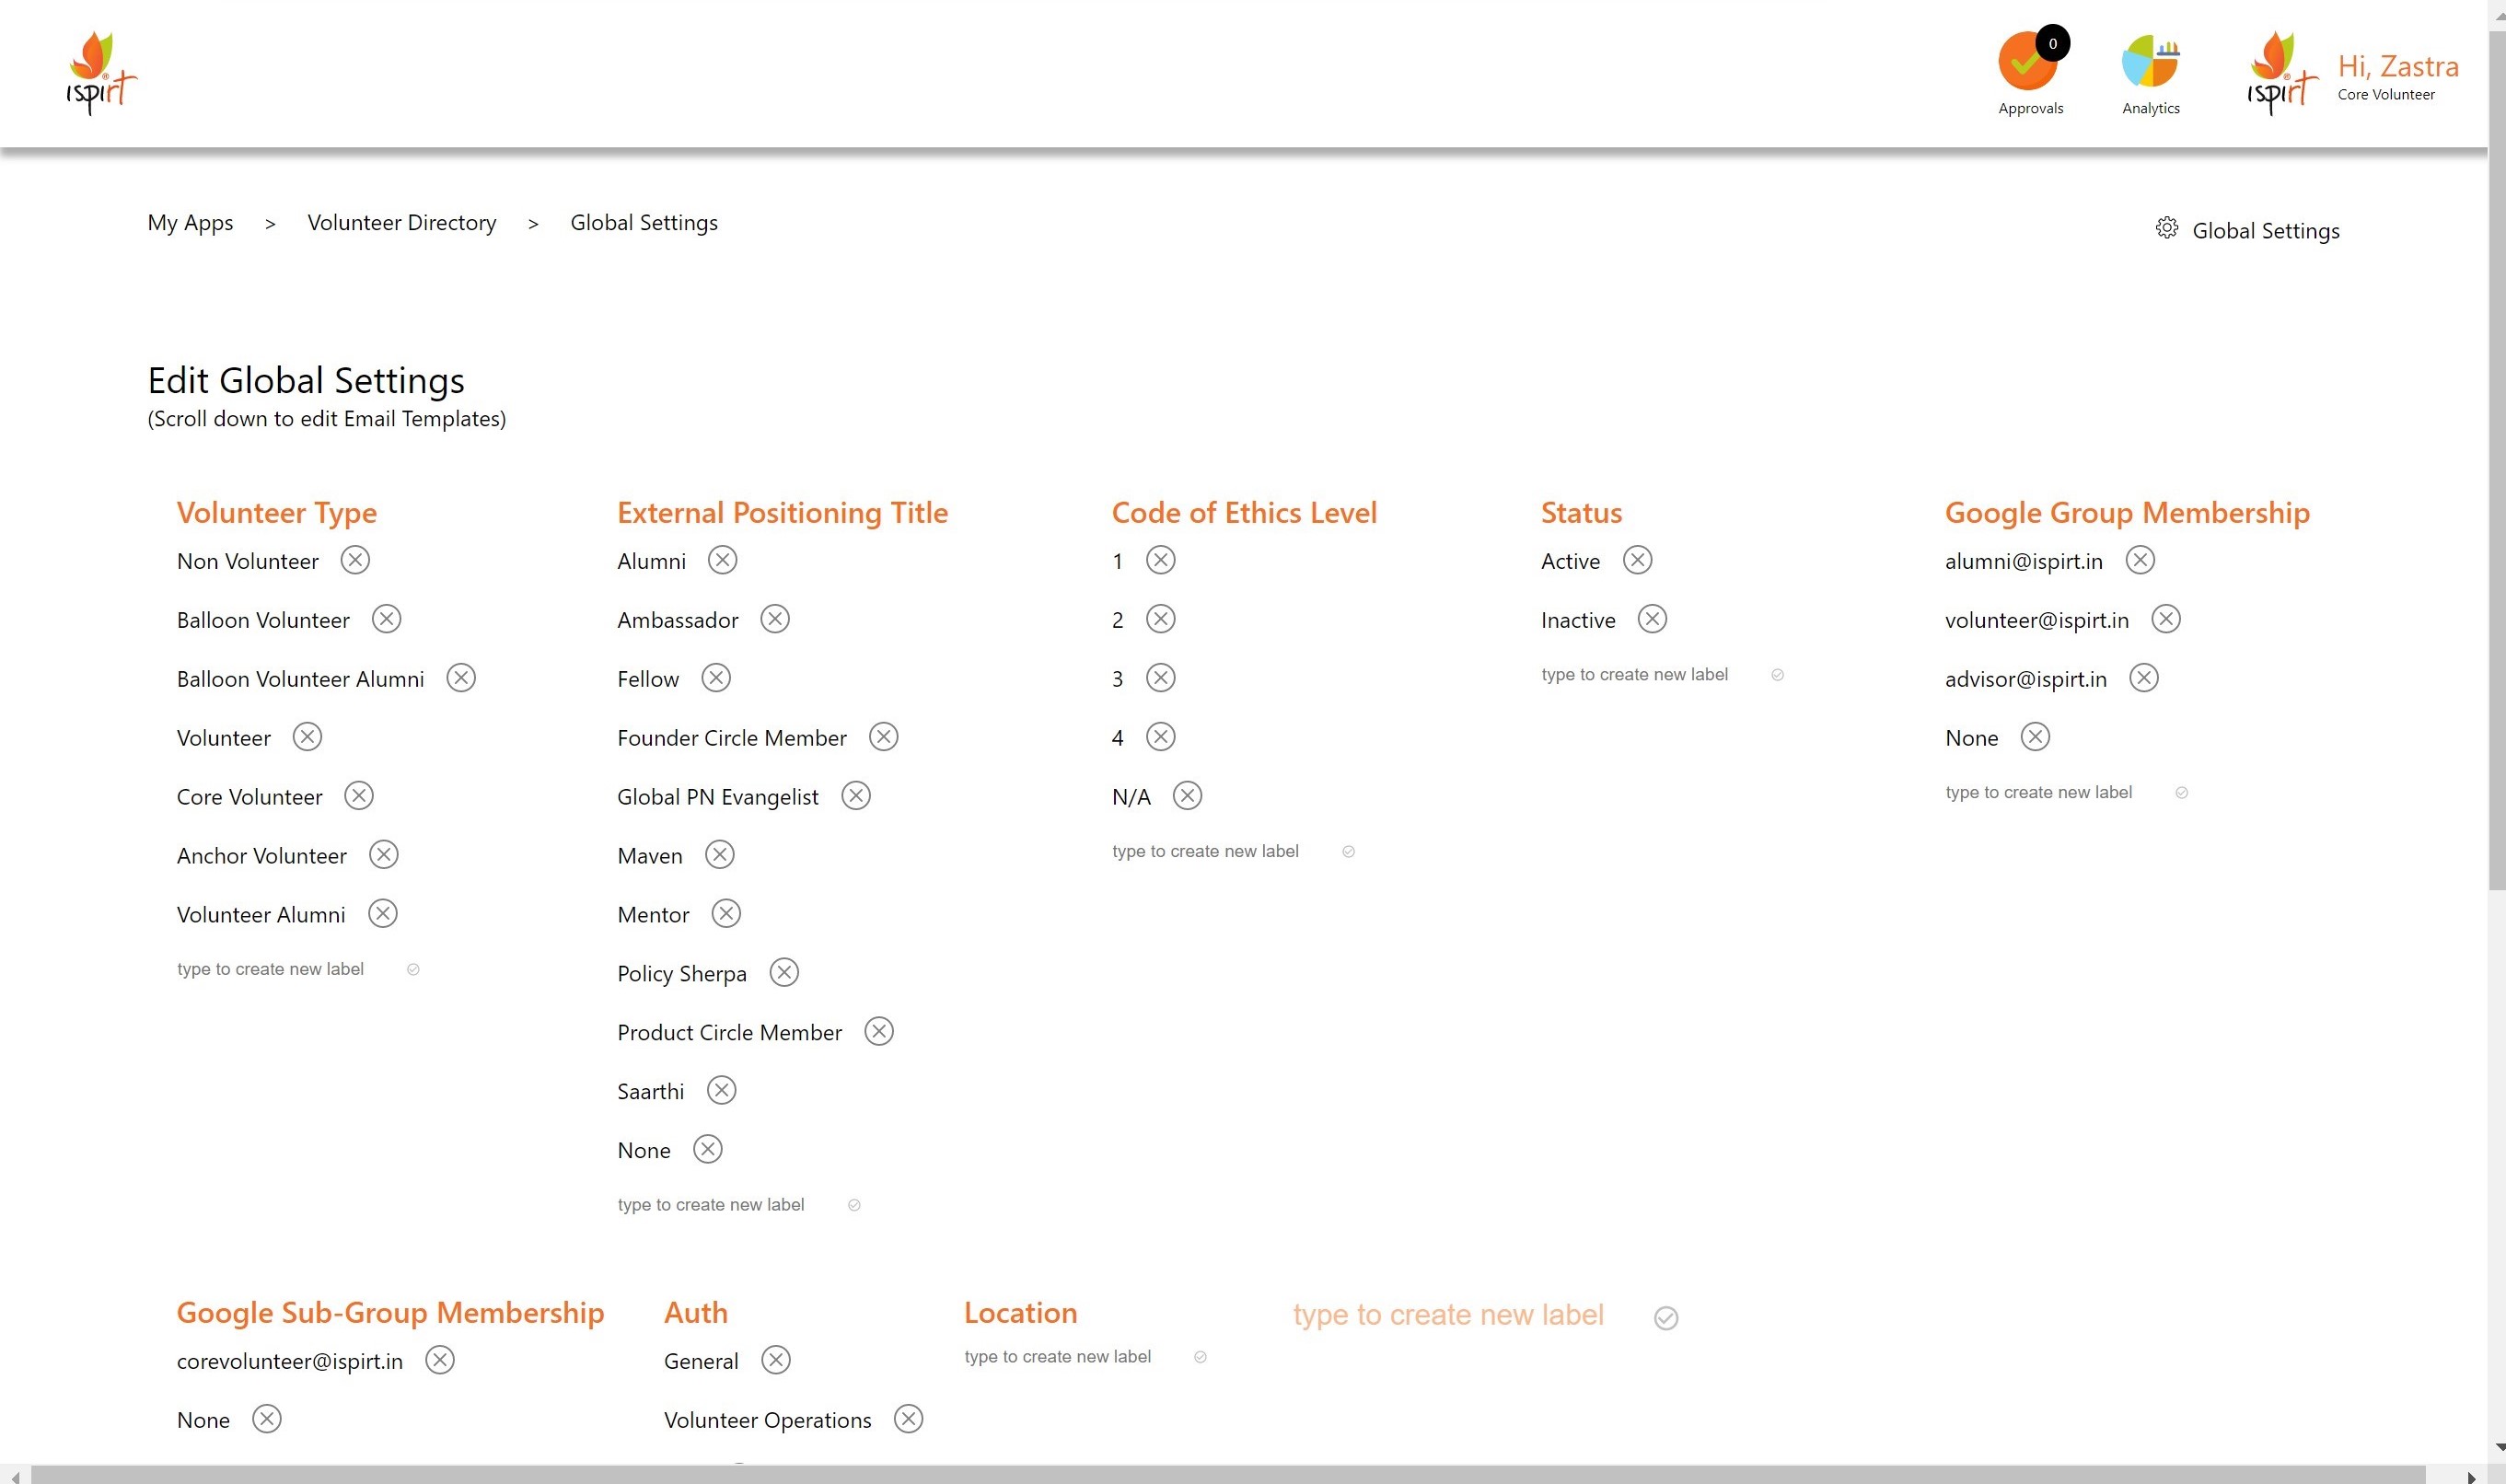 ispirt
0
Approvals
Analytics
ispirt
Hi, Zastra
Core Volunteer
My Apps > Volunteer Directory > Global Settings
Global Settings
Edit Global Settings
(Scroll down to edit Email Templates)
Volunteer Type
Non Volunteer
Balloon Volunteer
Balloon Volunteer Alumni
Volunteer
Core Volunteer
Anchor Volunteer
Volunteer Alumni
type to create new label
External Positioning Title
Alumni
Ambassador
Fellow
Founder Circle Member
Global PN Evangelist
Maven
Mentor
Policy Sherpa
Product Circle Member
Saarthi
None
type to create new label
Code of Ethics Level
1
2
3
4
N/A
type to create new label
Status
Active
Inactive
type to create new label
Google Group Membership
alumni@ispirt.in
volunteer@ispirt.in
advisor@ispirt.in
None
type to create new label
Google Sub-Group Membership
corevolunteer@ispirt.in
None
Auth
General
Volunteer Operations
Location
type to create new label
type to create new label